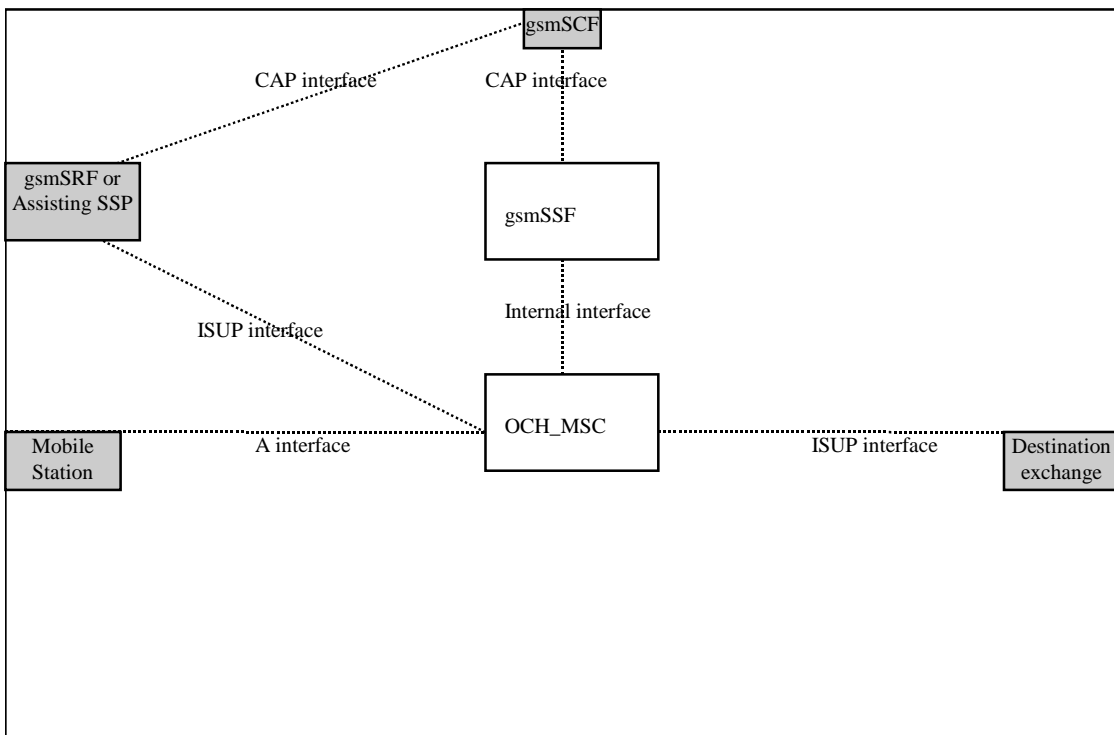 gsmSCF
CAP interface
CAP interface
gsmSRF or
Assisting SSP
gsmSSF
ISUP interface
Internal interface
OCH_MSC
Mobile
Station
A interface
ISUP interface
Destination
exchange